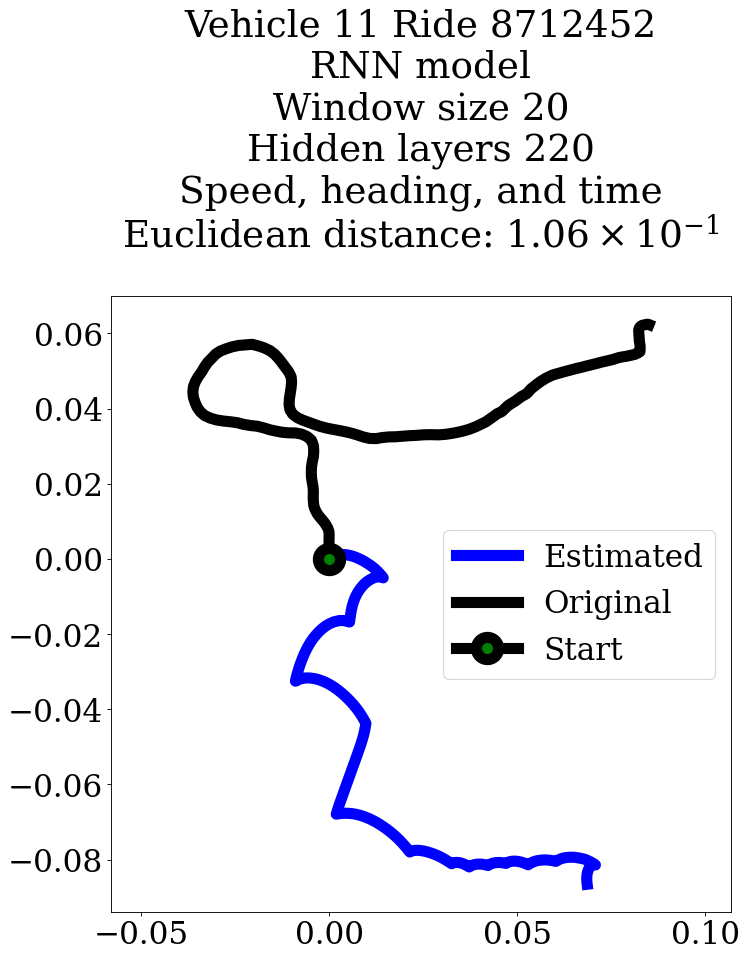 Vehicle 11 Ride 8712452
RNN model
Window size 20
Hidden layers 220
Speed, heading, and time
Euclidean distance: 1.06 × 10⁻¹
0.06
0.04
0.02
0.00
−0.02
−0.04
−0.06
−0.08
Estimated
Original
Start
−0.05 0.00 0.05 0.10